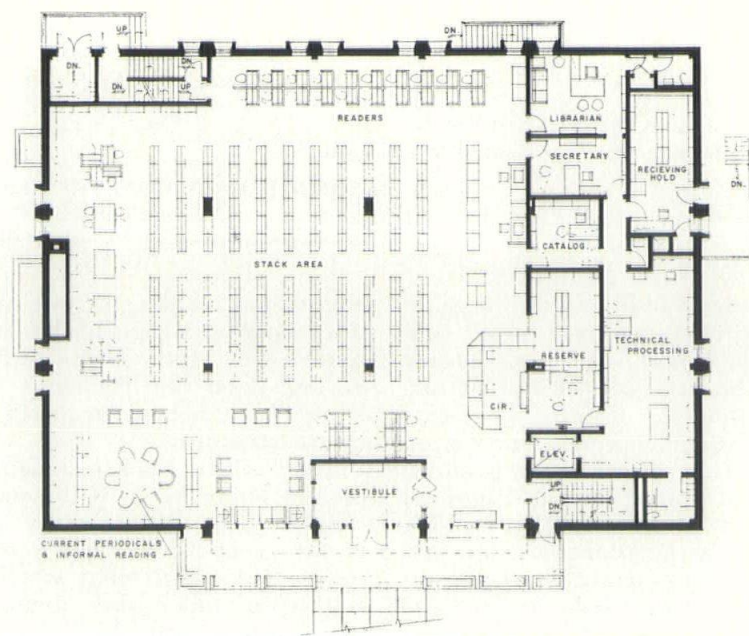 UP
DN.
DN.
UP
DN.
READERS
LIBRARIAN
SECRETARY
RECIEVING
HOLD
DN.
CATALOG.
STACK AREA
RESERVE
TECHNICAL
PROCESSING
CIR.
ELEV.
VESTIBULE
UP
DN.
CURRENT PERIODICALS
& INFORMAL READING